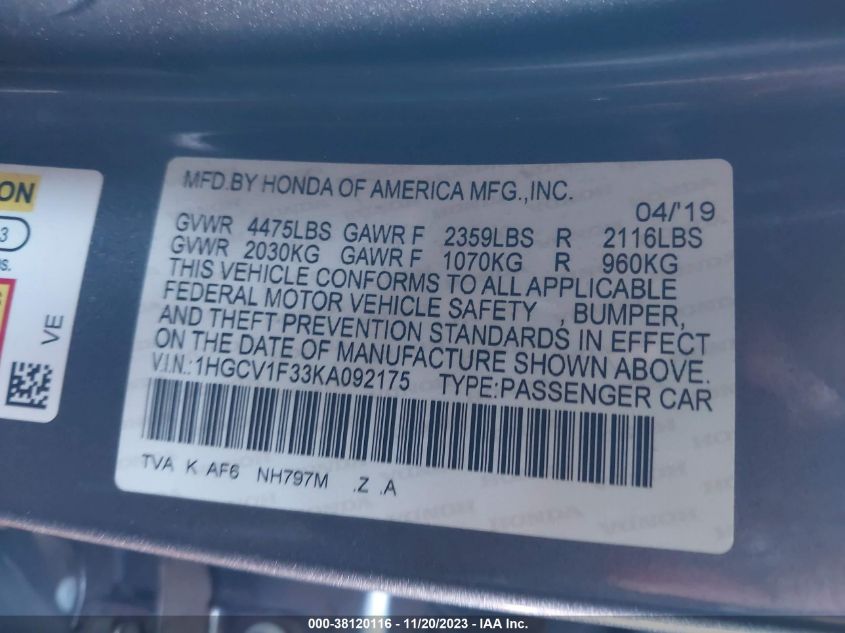 MFD.BY HONDA OF AMERICA MFG.,INC.
04/'19
GVWR 4475LBS GAWR F 2359LBS R 2116LBS
GVWR 2030KG GAWR F 1070KG R 960KG
THIS VEHICLE CONFORMS TO ALL APPLICABLE
FEDERAL MOTOR VEHICLE SAFETY , BUMPER,
AND THEFT PREVENTION STANDARDS IN EFFECT
ON THE DATE OF MANUFACTURE SHOWN ABOVE.
V.I.N.:1HGCV1F33KA092175 TYPE:PASSENGER CAR
TVA K AF6 NH797M .Z .A
HONDA HONDA
ON
3
s.
VE
000-38120116 - 11/20/2023 - IAA Inc.